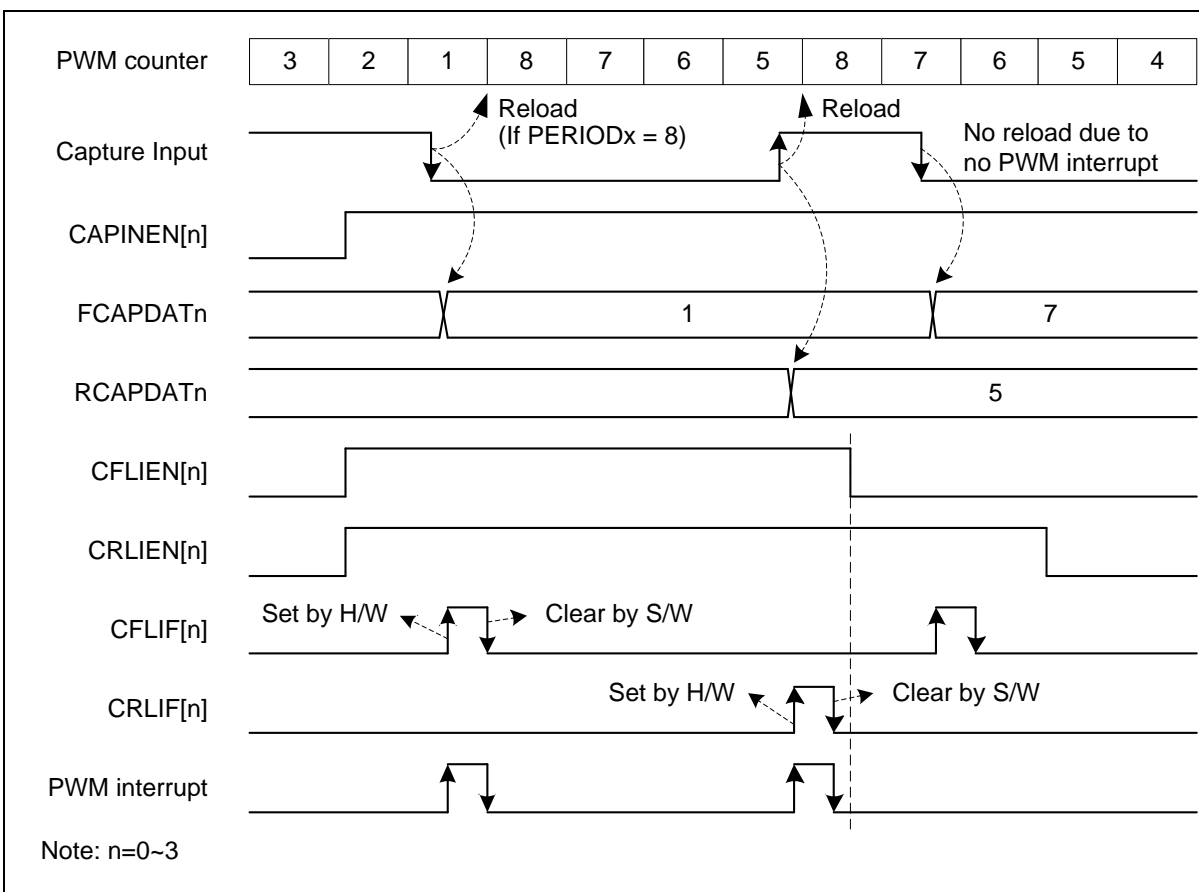 PWM counter 3 2 1 8 7 6 5 8 7 6 5 4
Reload
(If PERIODx = 8)
Reload
Capture Input
No reload due to
no PWM interrupt
CAPINEN[n]
FCAPDATn 1 7
RCAPDATn 5
CFLIEN[n]
CRLIEN[n]
CFLIF[n] Set by H/W Clear by S/W
CRLIF[n] Set by H/W Clear by S/W
PWM interrupt
Note: n=0~3